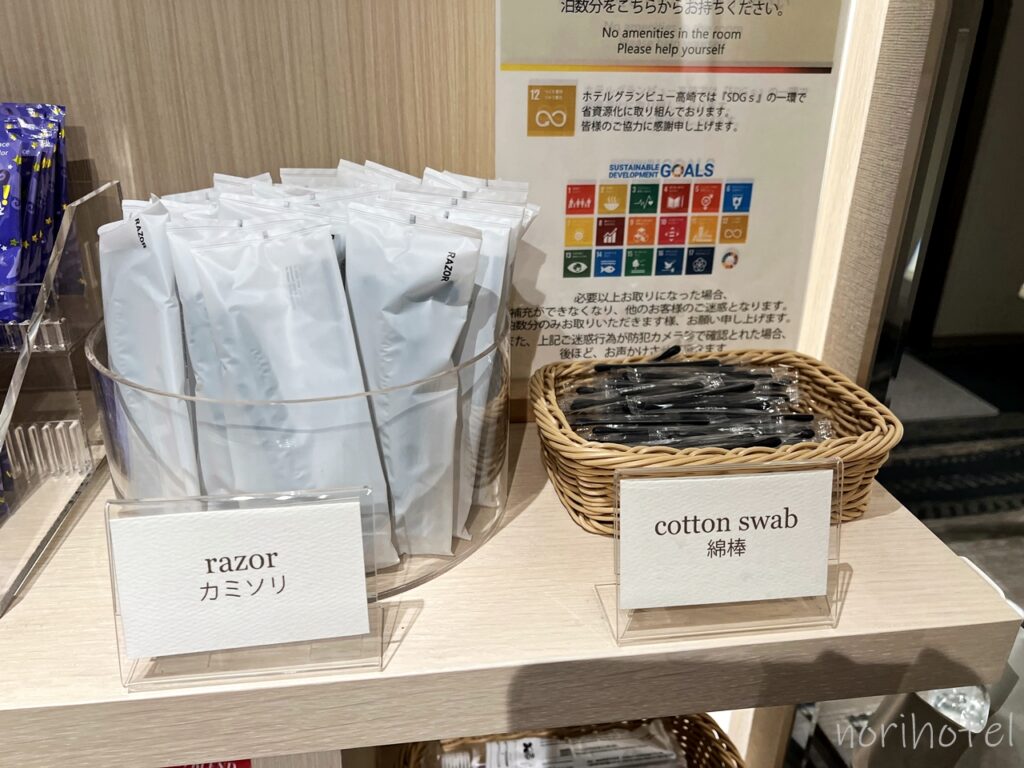 泊数分をこちらからお持ちください。
No amenities in the room
Please help yourself
12
ホテルグランビュー高崎では『SDGs』の一環で
省資源化に取り組んでおります。
皆様のご協力に感謝申し上げます。
SUSTAINABLE
DEVELOPMENT GOALS
必要以上お取りになった場合、
補充ができなくなり、他のお客様のご迷惑となります。
泊数分のみお取りいただきます様、お願い申し上げます。
また、上記ご迷惑行為が防犯カメラ等で確認された場合、
後ほど、お声かけさ
RAZOR
RAZOR
razor
カミソリ
cotton swab
綿棒
norihotel